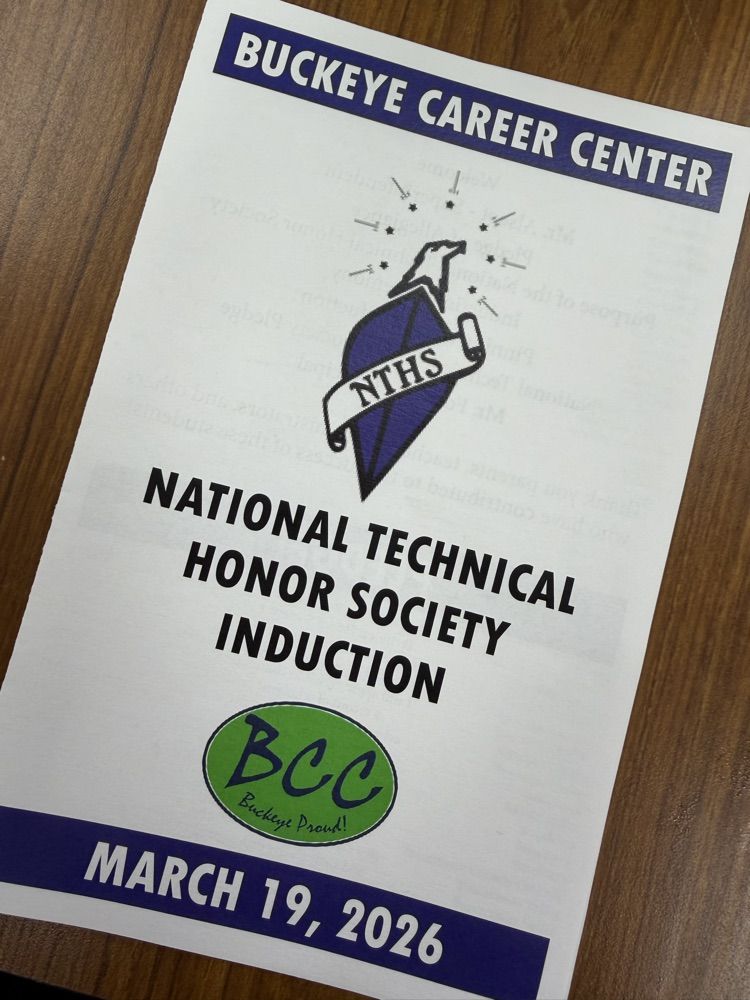 BUCKEYE CAREER CENTER
NTHS
NATIONAL TECHNICAL
HONOR SOCIETY
INDUCTION
BCC
Buckeye Proud!
MARCH 19, 2026